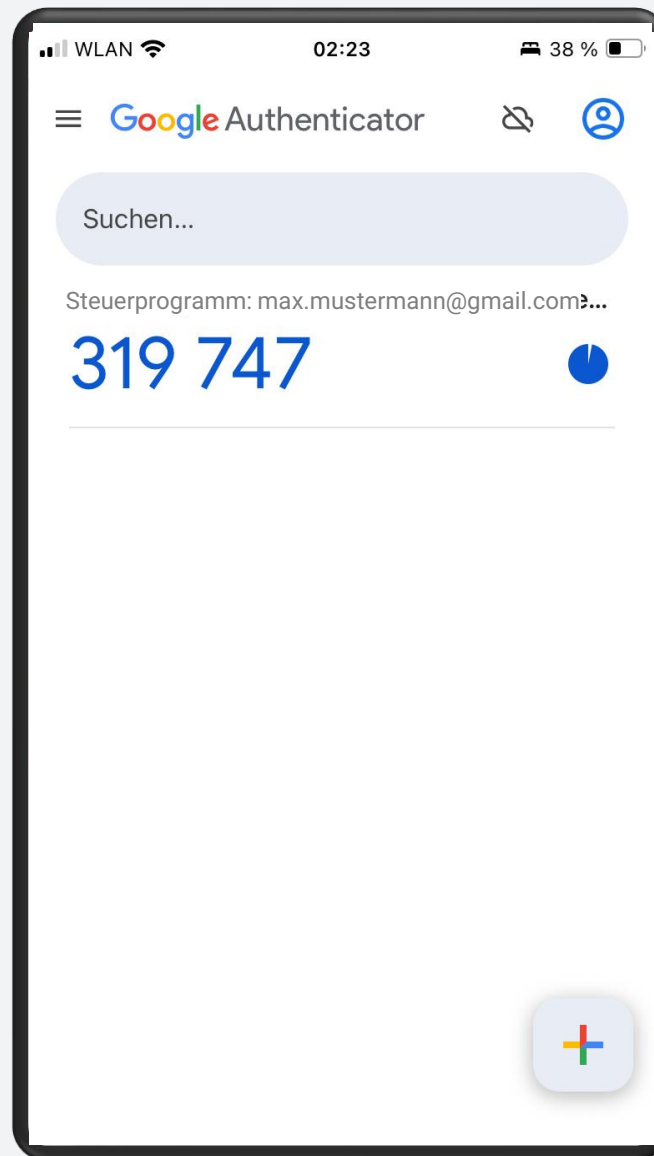 WLAN 02:23 38 %
Google Authenticator
Suchen...
Steuerprogramm: max.mustermann@gmail.com...
319 747